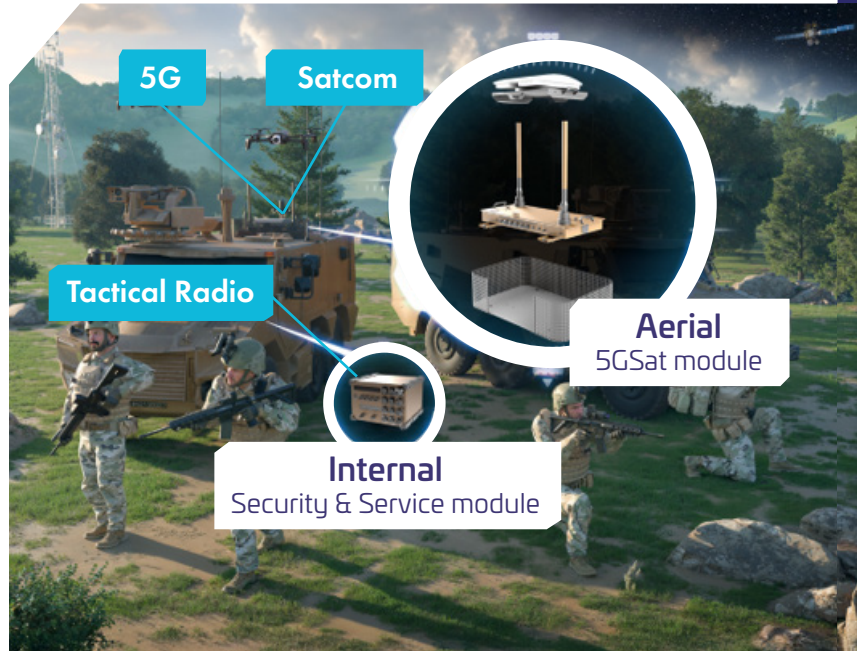 5G
Satcom
Tactical Radio
Aerial
5GSat module
Internal
Security & Service module